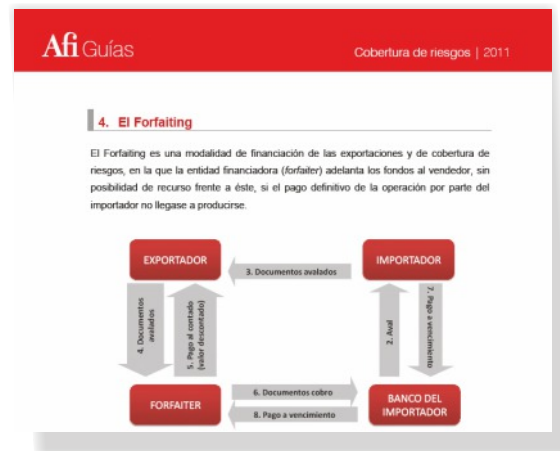 Afi Guías
Cobertura de riesgos | 2011
4. El Forfaiting
El Forfaiting es una modalidad de financiación de las exportaciones y de cobertura de
riesgos, en la que la entidad financiadora (forfaiter) adelanta los fondos al vendedor, sin
posibilidad de recurso frente a éste, si el pago definitivo de la operación por parte del
importador no llegase a producirse.
EXPORTADOR
3. Documentos avalados
IMPORTADOR
4. Documentos
avalados
5. Pago al contado
(valor descontado)
2. Aval
7. Pago a vencimiento
FORFAITER
6. Documentos cobro
8. Pago a vencimiento
BANCO DEL
IMPORTADOR